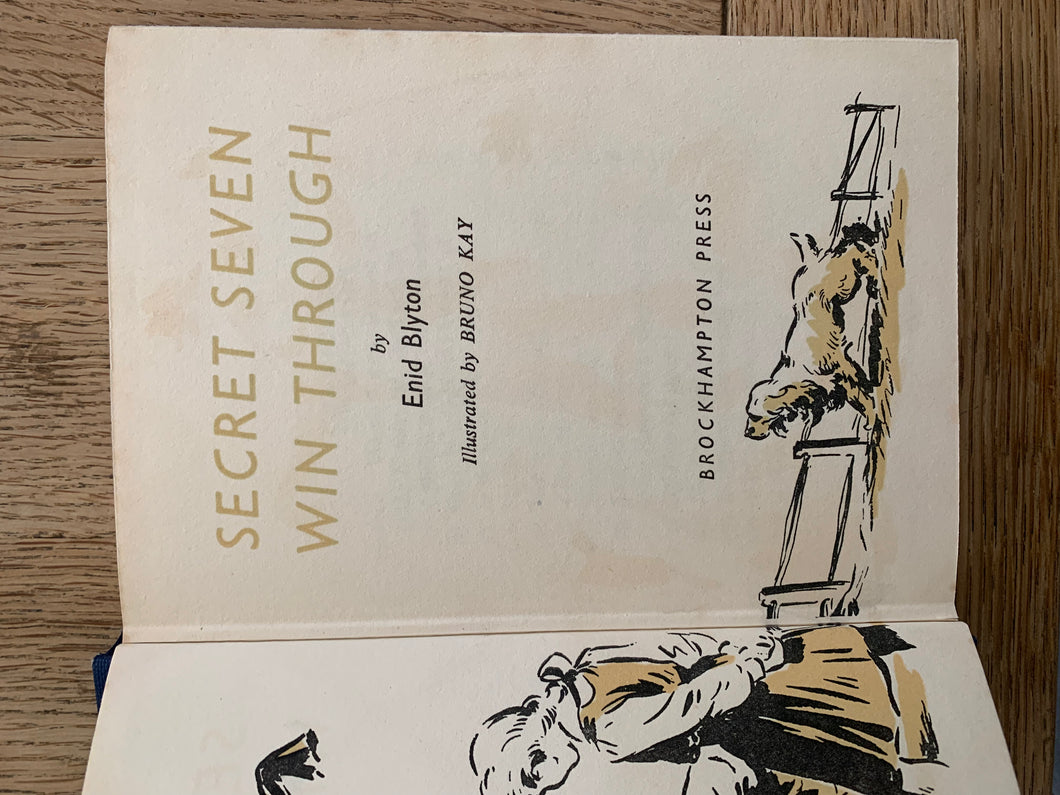 SECRET SEVEN
WIN THROUGH
by
Enid Blyton
Illustrated by BRUNO KAY
BROCKHAMPTON PRESS